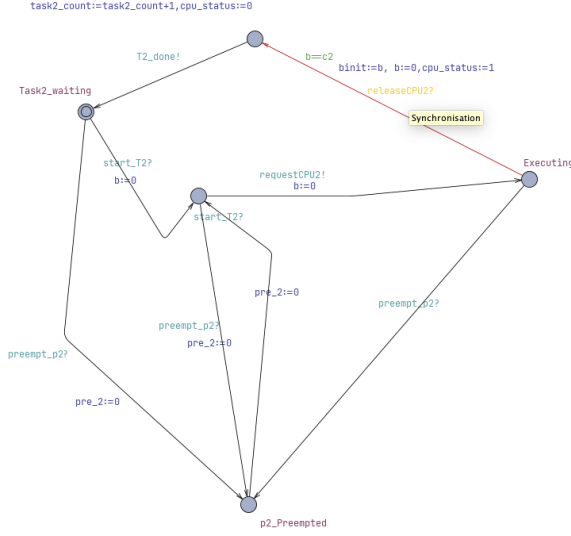 task2_count:=task2_count+1,cpu_status:=0
T2_done!
b==c2
binit:=b, b:=0,cpu_status:=1
Task2_waiting
releaseCPU2?
Synchronisation
start_T2?
b:=0
Executing
requestCPU2!
b:=0
start_T2?
pre_2:=0
preempt_p2?
preempt_p2?
pre_2:=0
preempt_p2?
pre_2:=0
p2_Preempted